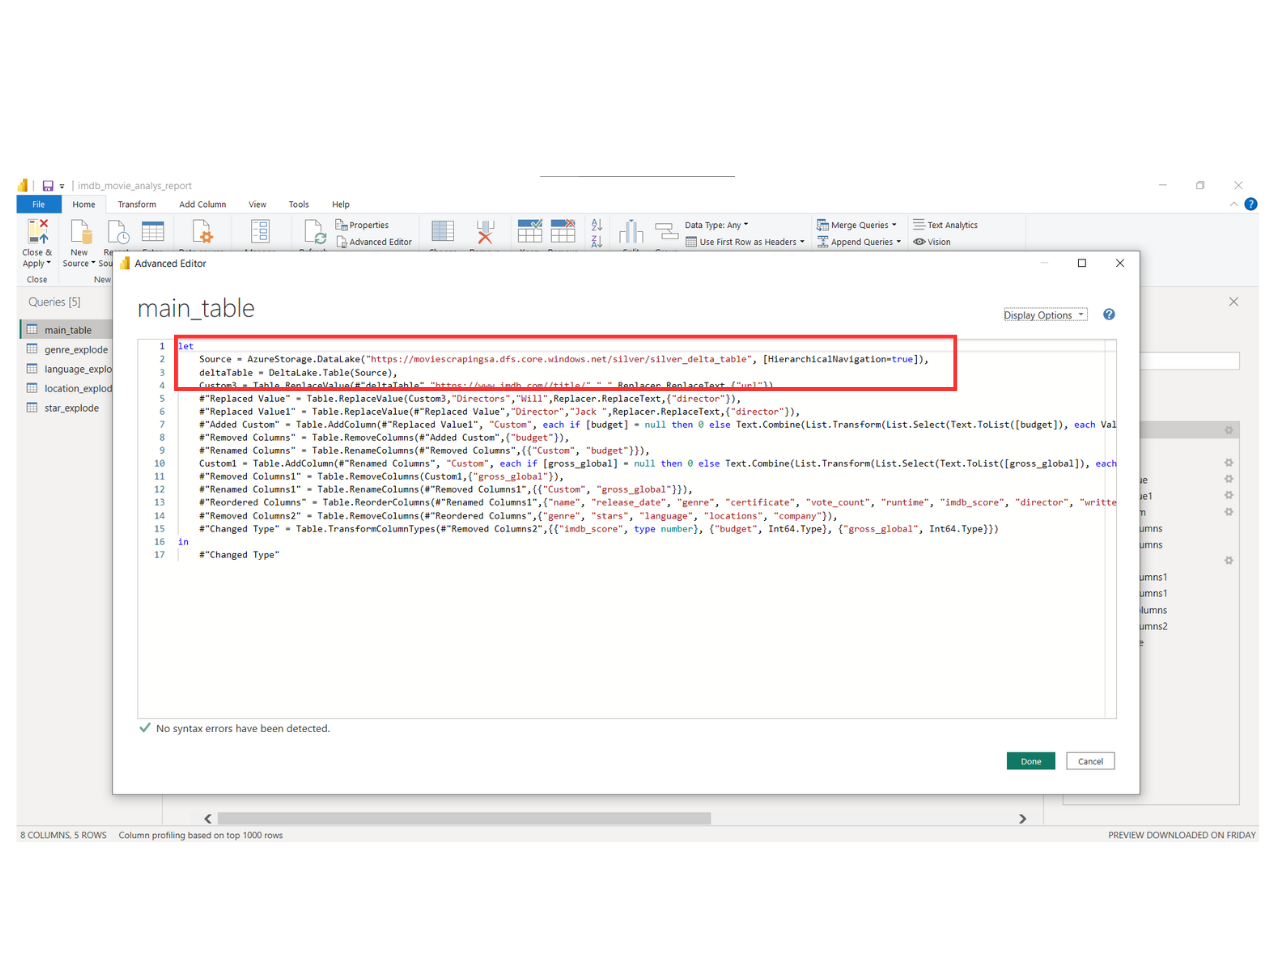 imdb_movie_analys_report
File Home Transform Add Column View Tools Help
Properties Data Type: Any Merge Queries Text Analytics
Advanced Editor Use First Row as Headers Append Queries Vision
Close & New
Apply Source
Close New
Queries [5]
main_table
genre_explode
language_explo
location_explod
star_explode
Advanced Editor
main_table
Display Options
1 let
2 Source = AzureStorage.DataLake("https://moviescrapingsa.dfs.core.windows.net/silver/silver_delta_table", [HierarchicalNavigation=true]),
3 deltaTable = DeltaLake.Table(Source),
4 Custom3 = Table.ReplaceValue(#"deltaTable","https://www.imdb.com//title/"," ",Replacer.ReplaceText,{"url"})
5 #"Replaced Value" = Table.ReplaceValue(Custom3,"Directors","Will",Replacer.ReplaceText,{"director"}),
6 #"Replaced Value1" = Table.ReplaceValue(#"Replaced Value","Director","Jack ",Replacer.ReplaceText,{"director"}),
7 #"Added Custom" = Table.AddColumn(#"Replaced Value1", "Custom", each if [budget] = null then 0 else Text.Combine(List.Transform(List.Select(Text.ToList([budget]), each Val
8 #"Removed Columns" = Table.RemoveColumns(#"Added Custom",{"budget"}),
9 #"Renamed Columns" = Table.RenameColumns(#"Removed Columns",{{"Custom", "budget"}}),
10 Custom1 = Table.AddColumn(#"Renamed Columns", "Custom", each if [gross_global] = null then 0 else Text.Combine(List.Transform(List.Select(Text.ToList([gross_global]), each
11 #"Removed Columns1" = Table.RemoveColumns(Custom1,{"gross_global"}),
12 #"Renamed Columns1" = Table.RenameColumns(#"Removed Columns1",{{"Custom", "gross_global"}}),
13 #"Reordered Columns" = Table.ReorderColumns(#"Renamed Columns1",{"name", "release_date", "genre", "certificate", "vote_count", "runtime", "imdb_score", "director", "writte
14 #"Removed Columns2" = Table.RemoveColumns(#"Reordered Columns",{"genre", "stars", "language", "locations", "company"}),
15 #"Changed Type" = Table.TransformColumnTypes(#"Removed Columns2",{{"imdb_score", type number}, {"budget", Int64.Type}, {"gross_global", Int64.Type}})
16 in
17 #"Changed Type"
No syntax errors have been detected.
Done Cancel
ue
ue1
m
umns
umns
umns1
umns1
lumns
umns2
e
8 COLUMNS, 5 ROWS Column profiling based on top 1000 rows PREVIEW DOWNLOADED ON FRIDAY